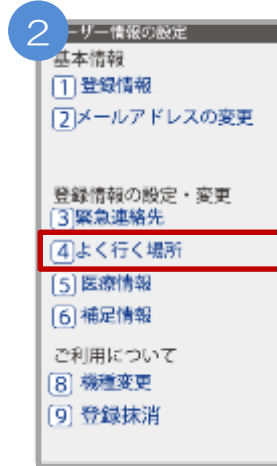 2
ーザー情報の設定
基本情報
1 登録情報
2 メールアドレスの変更
登録情報の設定・変更
3 緊急連絡先
4 よく行く場所
5 医療情報
6 補足情報
ご利用について
8 機種変更
9 登録抹消